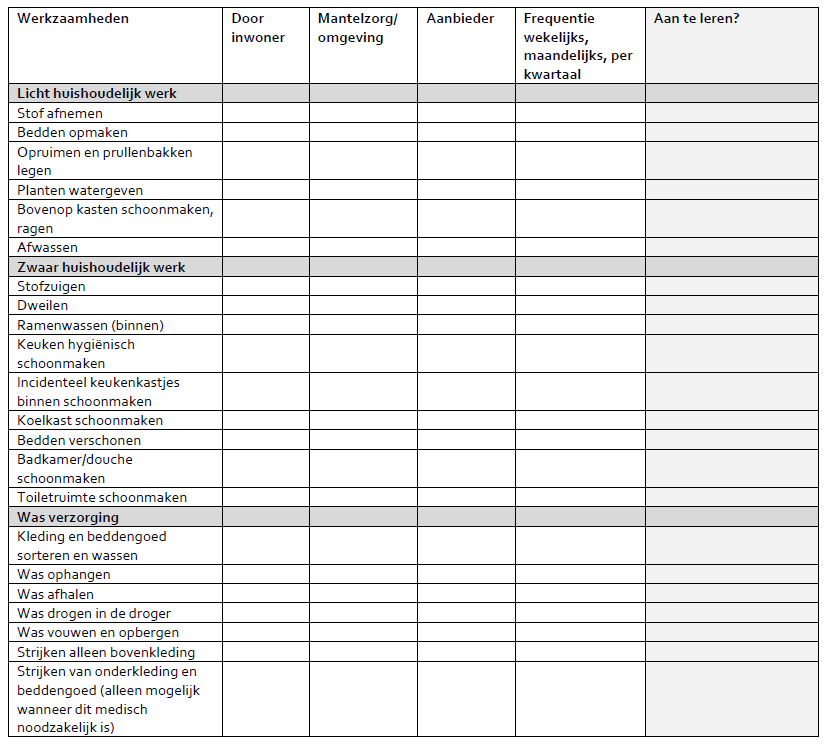 Werkzaamheden
Door
inwoner
Mantelzorg/
omgeving
Aanbieder
Frequentie
wekelijks,
maandelijks, per
kwartaal
Aan te leren?
Licht huishoudelijk werk
Stof afnemen
Bedden opmaken
Opruimen en prullenbakken
legen
Planten watergeven
Bovenop kasten schoonmaken,
ragen
Afwassen
Zwaar huishoudelijk werk
Stofzuigen
Dweilen
Ramenwassen (binnen)
Keuken hygiënisch
schoonmaken
Incidenteel keukenkastjes
binnen schoonmaken
Koelkast schoonmaken
Bedden verschonen
Badkamer/douche
schoonmaken
Toiletruimte schoonmaken
Was verzorging
Kleding en beddengoed
sorteren en wassen
Was ophangen
Was afhalen
Was drogen in de droger
Was vouwen en opbergen
Strijken alleen bovenkleding
Strijken van onderkleding en
beddengoed (alleen mogelijk
wanneer dit medisch
noodzakelijk is)